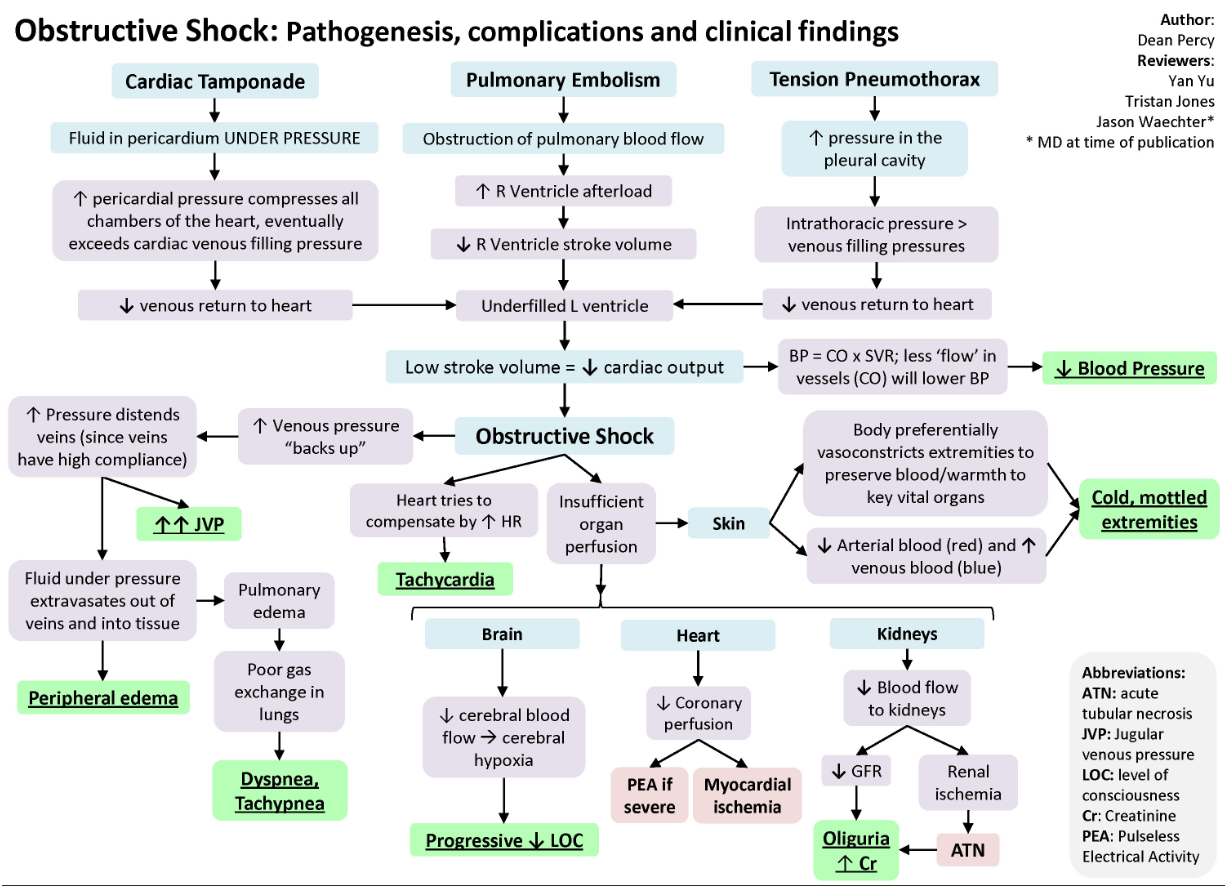 Obstructive Shock: Pathogenesis, complications and clinical findings
Author:
Dean Percy
Reviewers:
Yan Yu
Tristan Jones
Jason Waechter*
* MD at time of publication
Cardiac Tamponade
Pulmonary Embolism
Tension Pneumothorax
Fluid in pericardium UNDER PRESSURE
Obstruction of pulmonary blood flow
↑ pressure in the
pleural cavity
↑ pericardial pressure compresses all
chambers of the heart, eventually
exceeds cardiac venous filling pressure
↑ R Ventricle afterload
↓ R Ventricle stroke volume
Intrathoracic pressure >
venous filling pressures
↓ venous return to heart
Underfilled L ventricle
↓ venous return to heart
Low stroke volume = ↓ cardiac output
BP = CO x SVR; less ‘flow’ in
vessels (CO) will lower BP
↓ Blood Pressure
↑ Pressure distends
veins (since veins
have high compliance)
↑ Venous pressure
“backs up”
Obstructive Shock
Body preferentially
vasoconstricts extremities to
preserve blood/warmth to
key vital organs
↑↑ JVP
Heart tries to
compensate by ↑ HR
Insufficient
organ
perfusion
Skin
Cold, mottled
extremities
↓ Arterial blood (red) and ↑
venous blood (blue)
Tachycardia
Fluid under pressure
extravasates out of
veins and into tissue
Pulmonary
edema
Peripheral edema
Poor gas
exchange in
lungs
Dyspnea,
Tachypnea
Brain
Heart
Kidneys
↓ cerebral blood
flow → cerebral
hypoxia
Progressive ↓ LOC
↓ Coronary
perfusion
PEA if
severe
Myocardial
ischemia
↓ Blood flow
to kidneys
↓ GFR
Renal
ischemia
Oliguria
↑ Cr
ATN
Abbreviations:
ATN: acute
tubular necrosis
JVP: Jugular
venous pressure
LOC: level of
consciousness
Cr: Creatinine
PEA: Pulseless
Electrical Activity